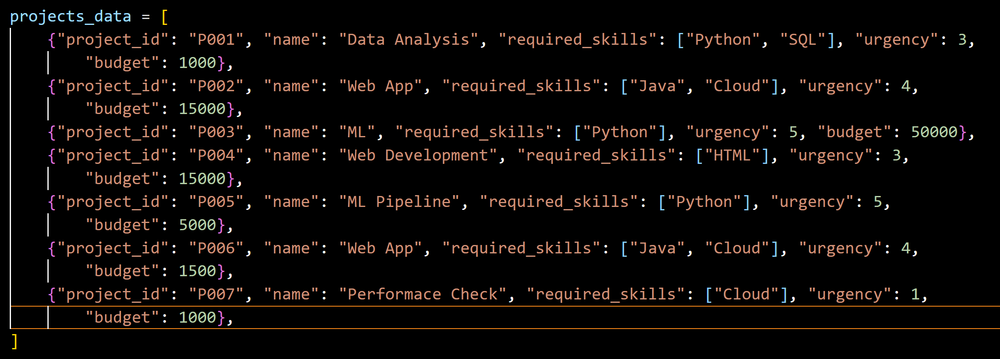 projects_data = [
{"project_id": "P001", "name": "Data Analysis", "required_skills": ["Python", "SQL"], "urgency": 3,
"budget": 1000},
{"project_id": "P002", "name": "Web App", "required_skills": ["Java", "Cloud"], "urgency": 4,
"budget": 15000},
{"project_id": "P003", "name": "ML", "required_skills": ["Python"], "urgency": 5, "budget": 50000},
{"project_id": "P004", "name": "Web Development", "required_skills": ["HTML"], "urgency": 3,
"budget": 15000},
{"project_id": "P005", "name": "ML Pipeline", "required_skills": ["Python"], "urgency": 5,
"budget": 5000},
{"project_id": "P006", "name": "Web App", "required_skills": ["Java", "Cloud"], "urgency": 4,
"budget": 1500},
{"project_id": "P007", "name": "Performace Check", "required_skills": ["Cloud"], "urgency": 1,
"budget": 1000},
]